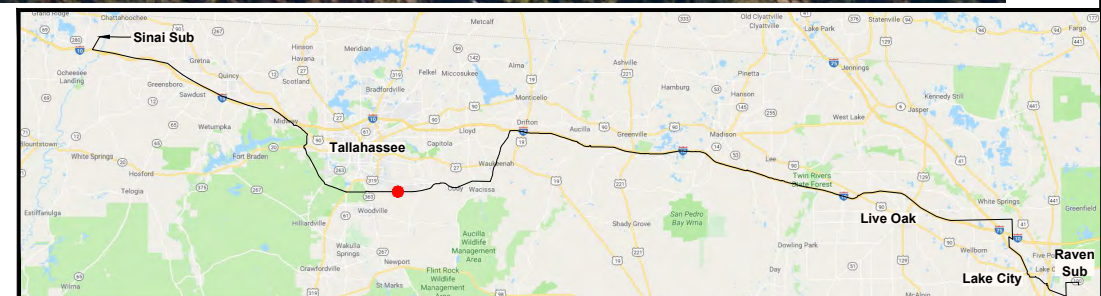 Grand Ridge
Chattahoochee
Metcalf
Old Clyattville
Clyattville
Statenville
Lake Park
Fargo
Sinai Sub
Hinson
Havana
Meridian
Alma
Ashville
Jennings
Gretna
Quincy
Scotland
Felkel
Miccosukee
Pinetta
Ocheesee
Landing
Greensboro
Sawdust
Bradfordville
Monticello
Hamburg
Hanson
Kennedy Still
Jasper
Wetumpka
Midway
Lloyd
Drifton
Aucilla
Greenville
Madison
West Lake
Blountstown
White Springs
Hosford
Fort Braden
Tallahassee
Capitola
Waukeenah
Lee
Telogia
Cody
Wacissa
Twin Rivers
State Forest
White Springs
Estiffanulga
Woodville
Hilliardville
Shady Grove
San Pedro
Bay Wma
Live Oak
Greenfield
Aucilla
Wildlife
Management
Area
Wakulla
Springs
Newport
Crawfordville
Dowling Park
Wellborn
Five Po
Raven
Sub
Flint Rock
Wildlife
Management
Area
St Marks
Wilma
Day
Lake City
Lake C
McAlpin